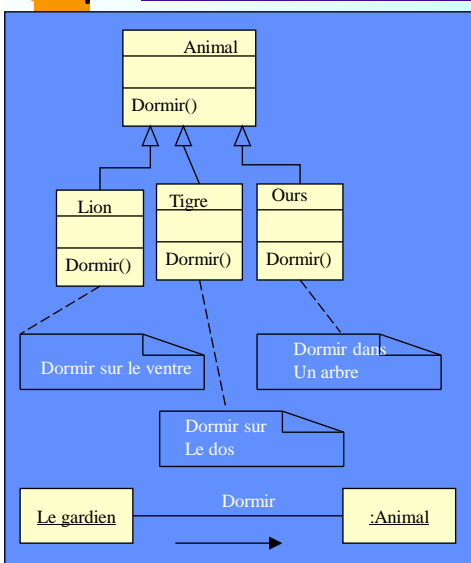 Animal
Dormir()
Lion
Tigre
Ours
Dormir()
Dormir()
Dormir()
Dormir sur le ventre
Dormir dans
Un arbre
Dormir sur
Le dos
Le gardien
Dormir
:Animal